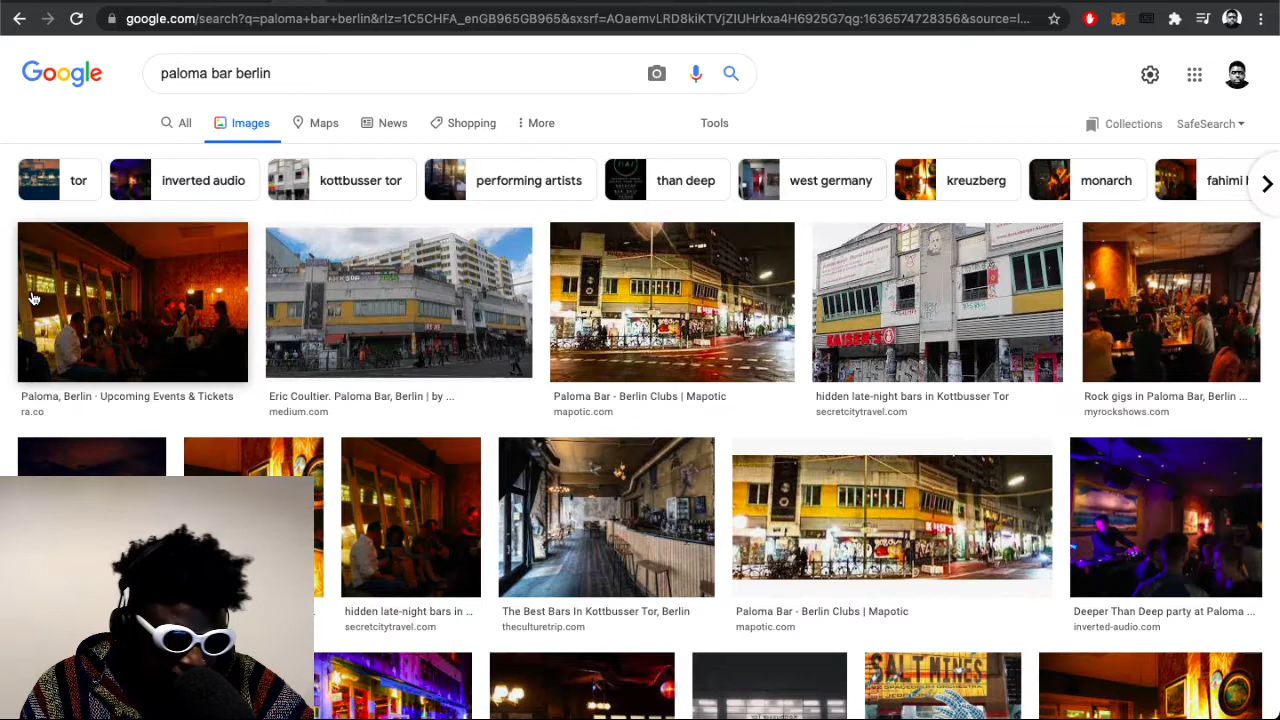 google.com/search?q=paloma+bar+berlin&rlz=1C5CHFA_enGB965GB965&sxsrf=AOaemvLRD8kiKTVjZIUHrkxa4H6925G7qg:1636574728356&source=l...
Google
paloma bar berlin
All
Images
Maps
News
Shopping
More
Tools
Collections
SafeSearch
tor
inverted audio
kottbusser tor
performing artists
than deep
west germany
kreuzberg
monarch
fahimi
KAISER'S
Paloma, Berlin · Upcoming Events & Tickets
ra.co
Eric Coultier. Paloma Bar, Berlin | by ...
medium.com
Paloma Bar - Berlin Clubs | Mapotic
mapotic.com
hidden late-night bars in Kottbusser Tor
secretcitytravel.com
Rock gigs in Paloma Bar, Berlin ...
myrockshows.com
hidden late-night bars in ...
secretcitytravel.com
The Best Bars In Kottbusser Tor, Berlin
theculturetrip.com
Paloma Bar - Berlin Clubs | Mapotic
mapotic.com
Deeper Than Deep party at Paloma ...
inverted-audio.com
SALT MINES